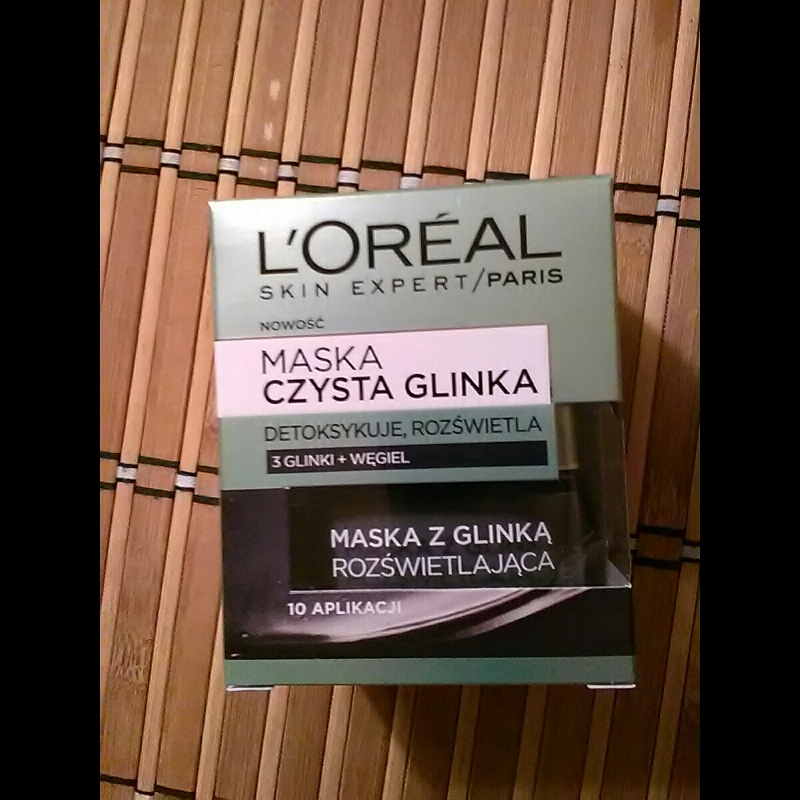 L'ORÉAL
SKIN EXPERT/PARIS
NOWOŚĆ
MASKA
CZYSTA GLINKA
DETOKSYKUJE, ROZŚWIETLA
3 GLINKI + WĘGIEL
MASKA Z GLINKĄ
ROZŚWIETLAJĄCA
10 APLIKACJI